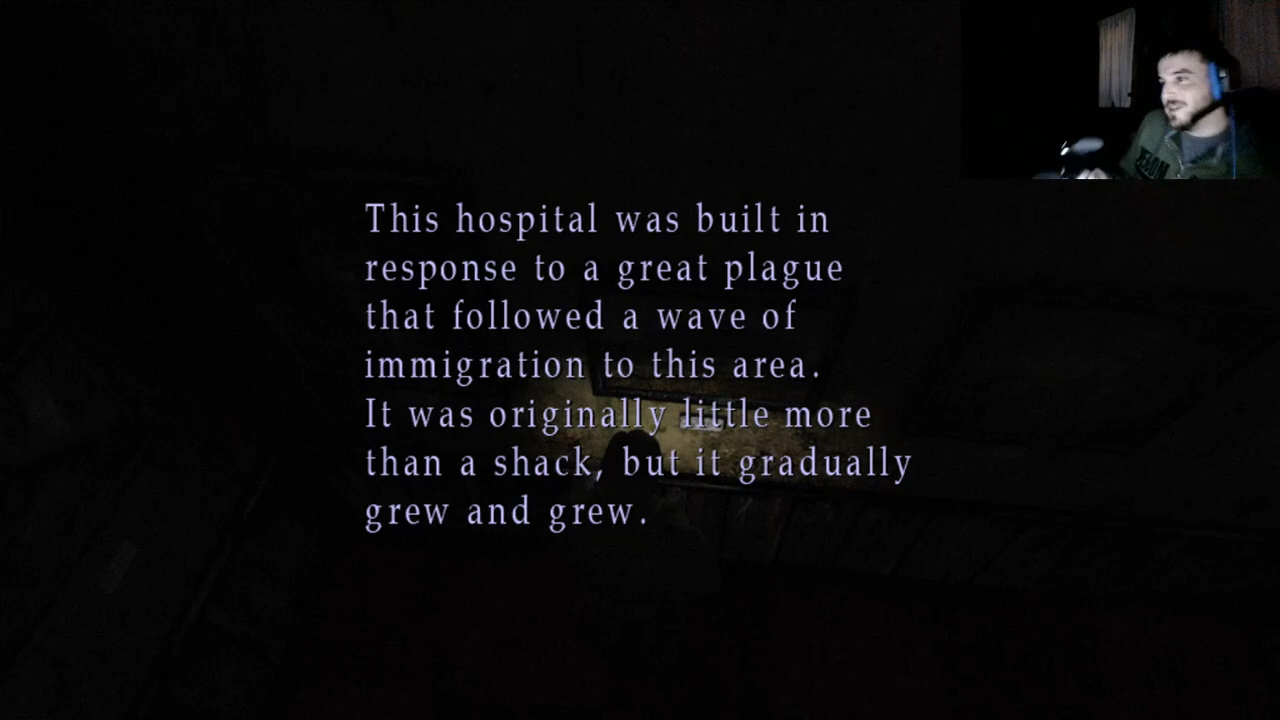 This hospital was built in
response to a great plague
that followed a wave of
immigration to this area.
It was originally little more
than a shack, but it gradually
grew and grew.